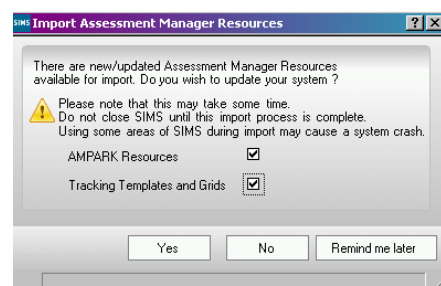 SIMS Import Assessment Manager Resources ? X
There are new/updated Assessment Manager Resources
available for import. Do you wish to update your system ?
Please note that this may take some time.
Do not close SIMS until this import process is complete.
Using some areas of SIMS during import may cause a system crash.
AMPARK Resources
Tracking Templates and Grids
Yes No Remind me later